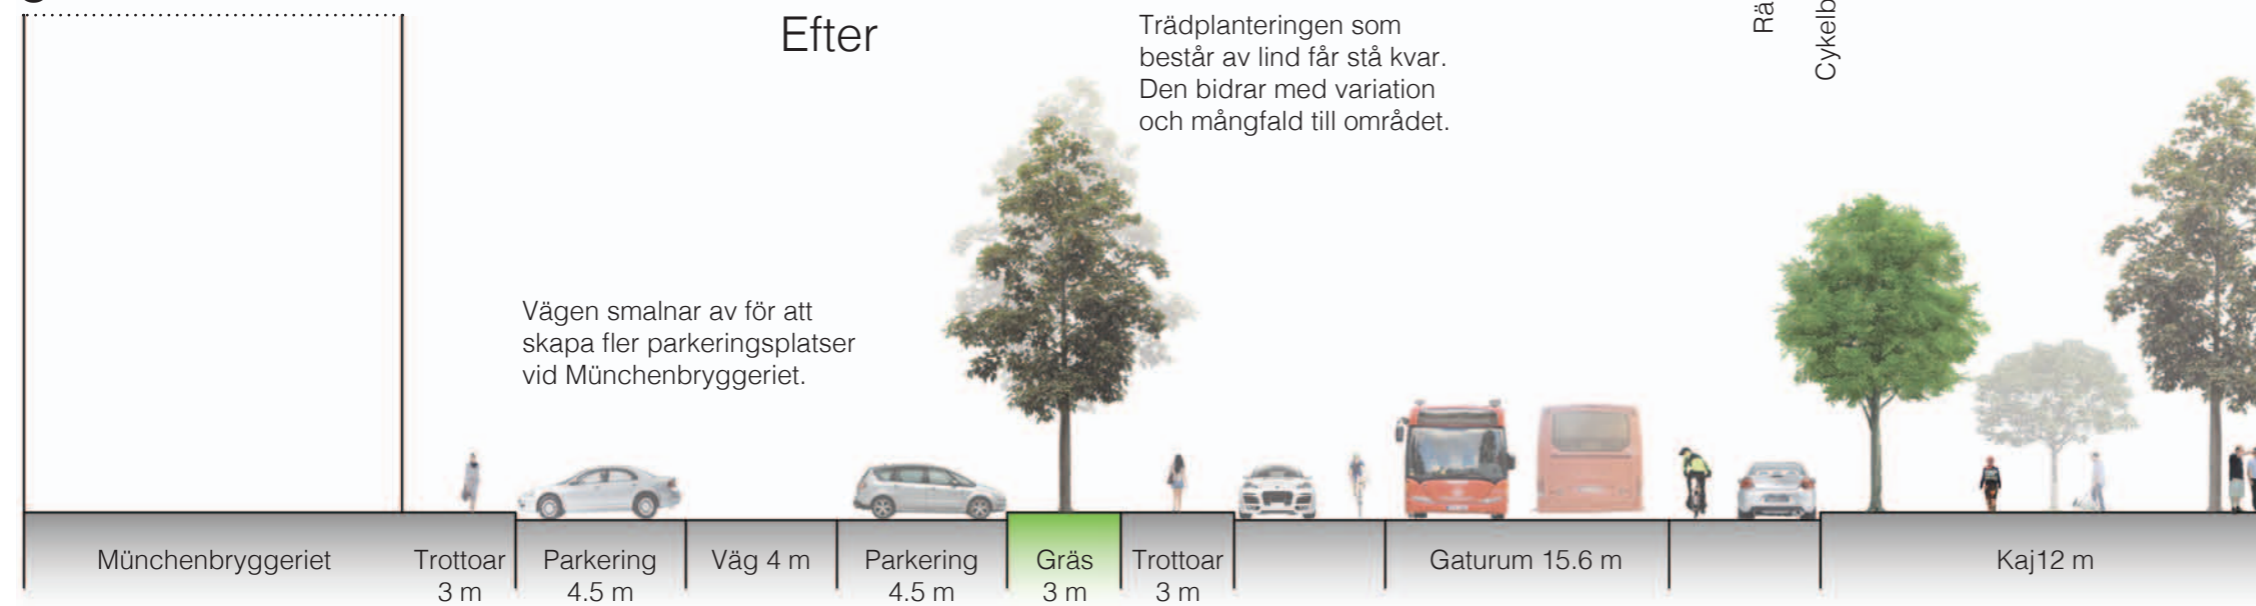 Efter
Trädplanteringen som
består av lind får stå kvar.
Den bidrar med variation
och mångfald till området.
Vägen smalnar av för att
skapa fler parkeringsplatser
vid Münchenbryggeriet.
Münchenbryggeriet
Trottoar
3 m
Parkering
4.5 m
Väg 4 m
Parkering
4.5 m
Gräs
3 m
Trottoar
3 m
Gaturum 15.6 m
Kaj12 m